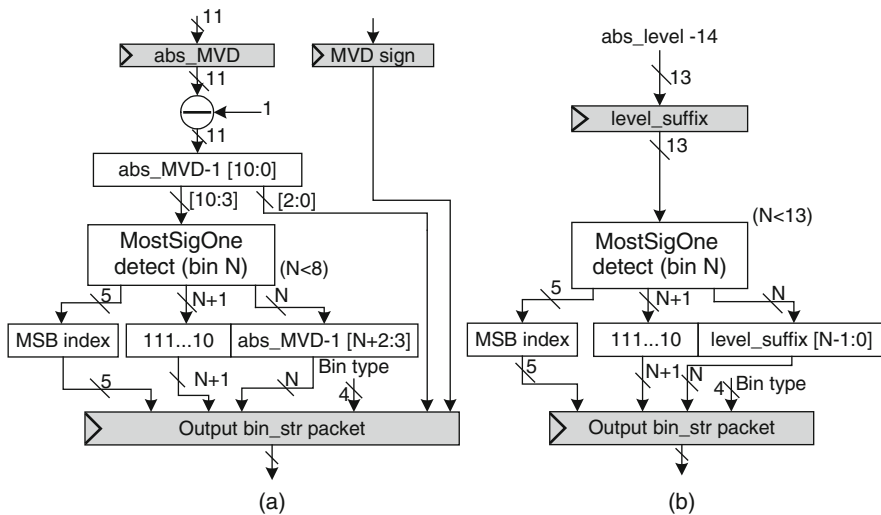 11
abs_MVD
MVD sign
11
1
11
abs_MVD-1 [10:0]
[10:3]
[2:0]
MostSigOne
detect (bin N)
(N<8)
5
N+1
N
MSB index
111...10
abs_MVD-1 [N+2:3]
5
N+1
N
Bin type
4
Output bin_str packet
(a)
abs_level -14
13
level_suffix
13
(N<13)
MostSigOne
detect (bin N)
5
N+1
N
MSB index
111...10
level_suffix [N-1:0]
5
N+1
N
Bin type
4
Output bin_str packet
(b)